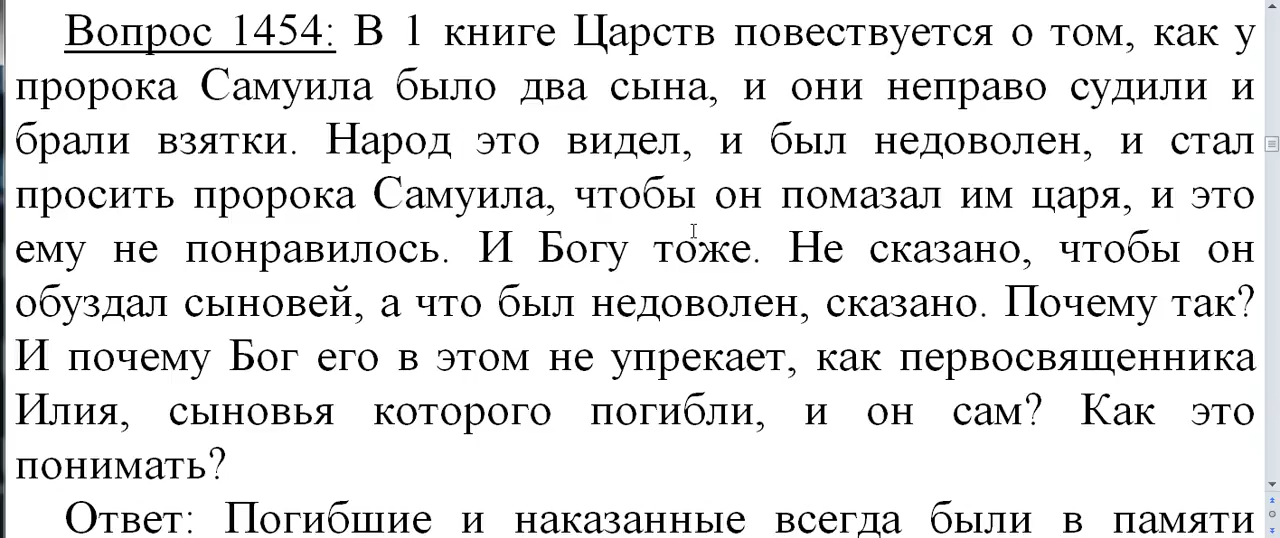 Вопрос 1454: В 1 книге Царств повествуется о том, как у
пророка Самуила было два сына, и они неправо судили и
брали взятки. Народ это видел, и был недоволен, и стал
просить пророка Самуила, чтобы он помазал им царя, и это
ему не понравилось. И Богу тоже. Не сказано, чтобы он
обуздал сыновей, а что был недоволен, сказано. Почему так?
И почему Бог его в этом не упрекает, как первосвященника
Илия, сыновья которого погибли, и он сам? Как это
понимать?
Ответ: Погибшие и наказанные всегда были в памяти